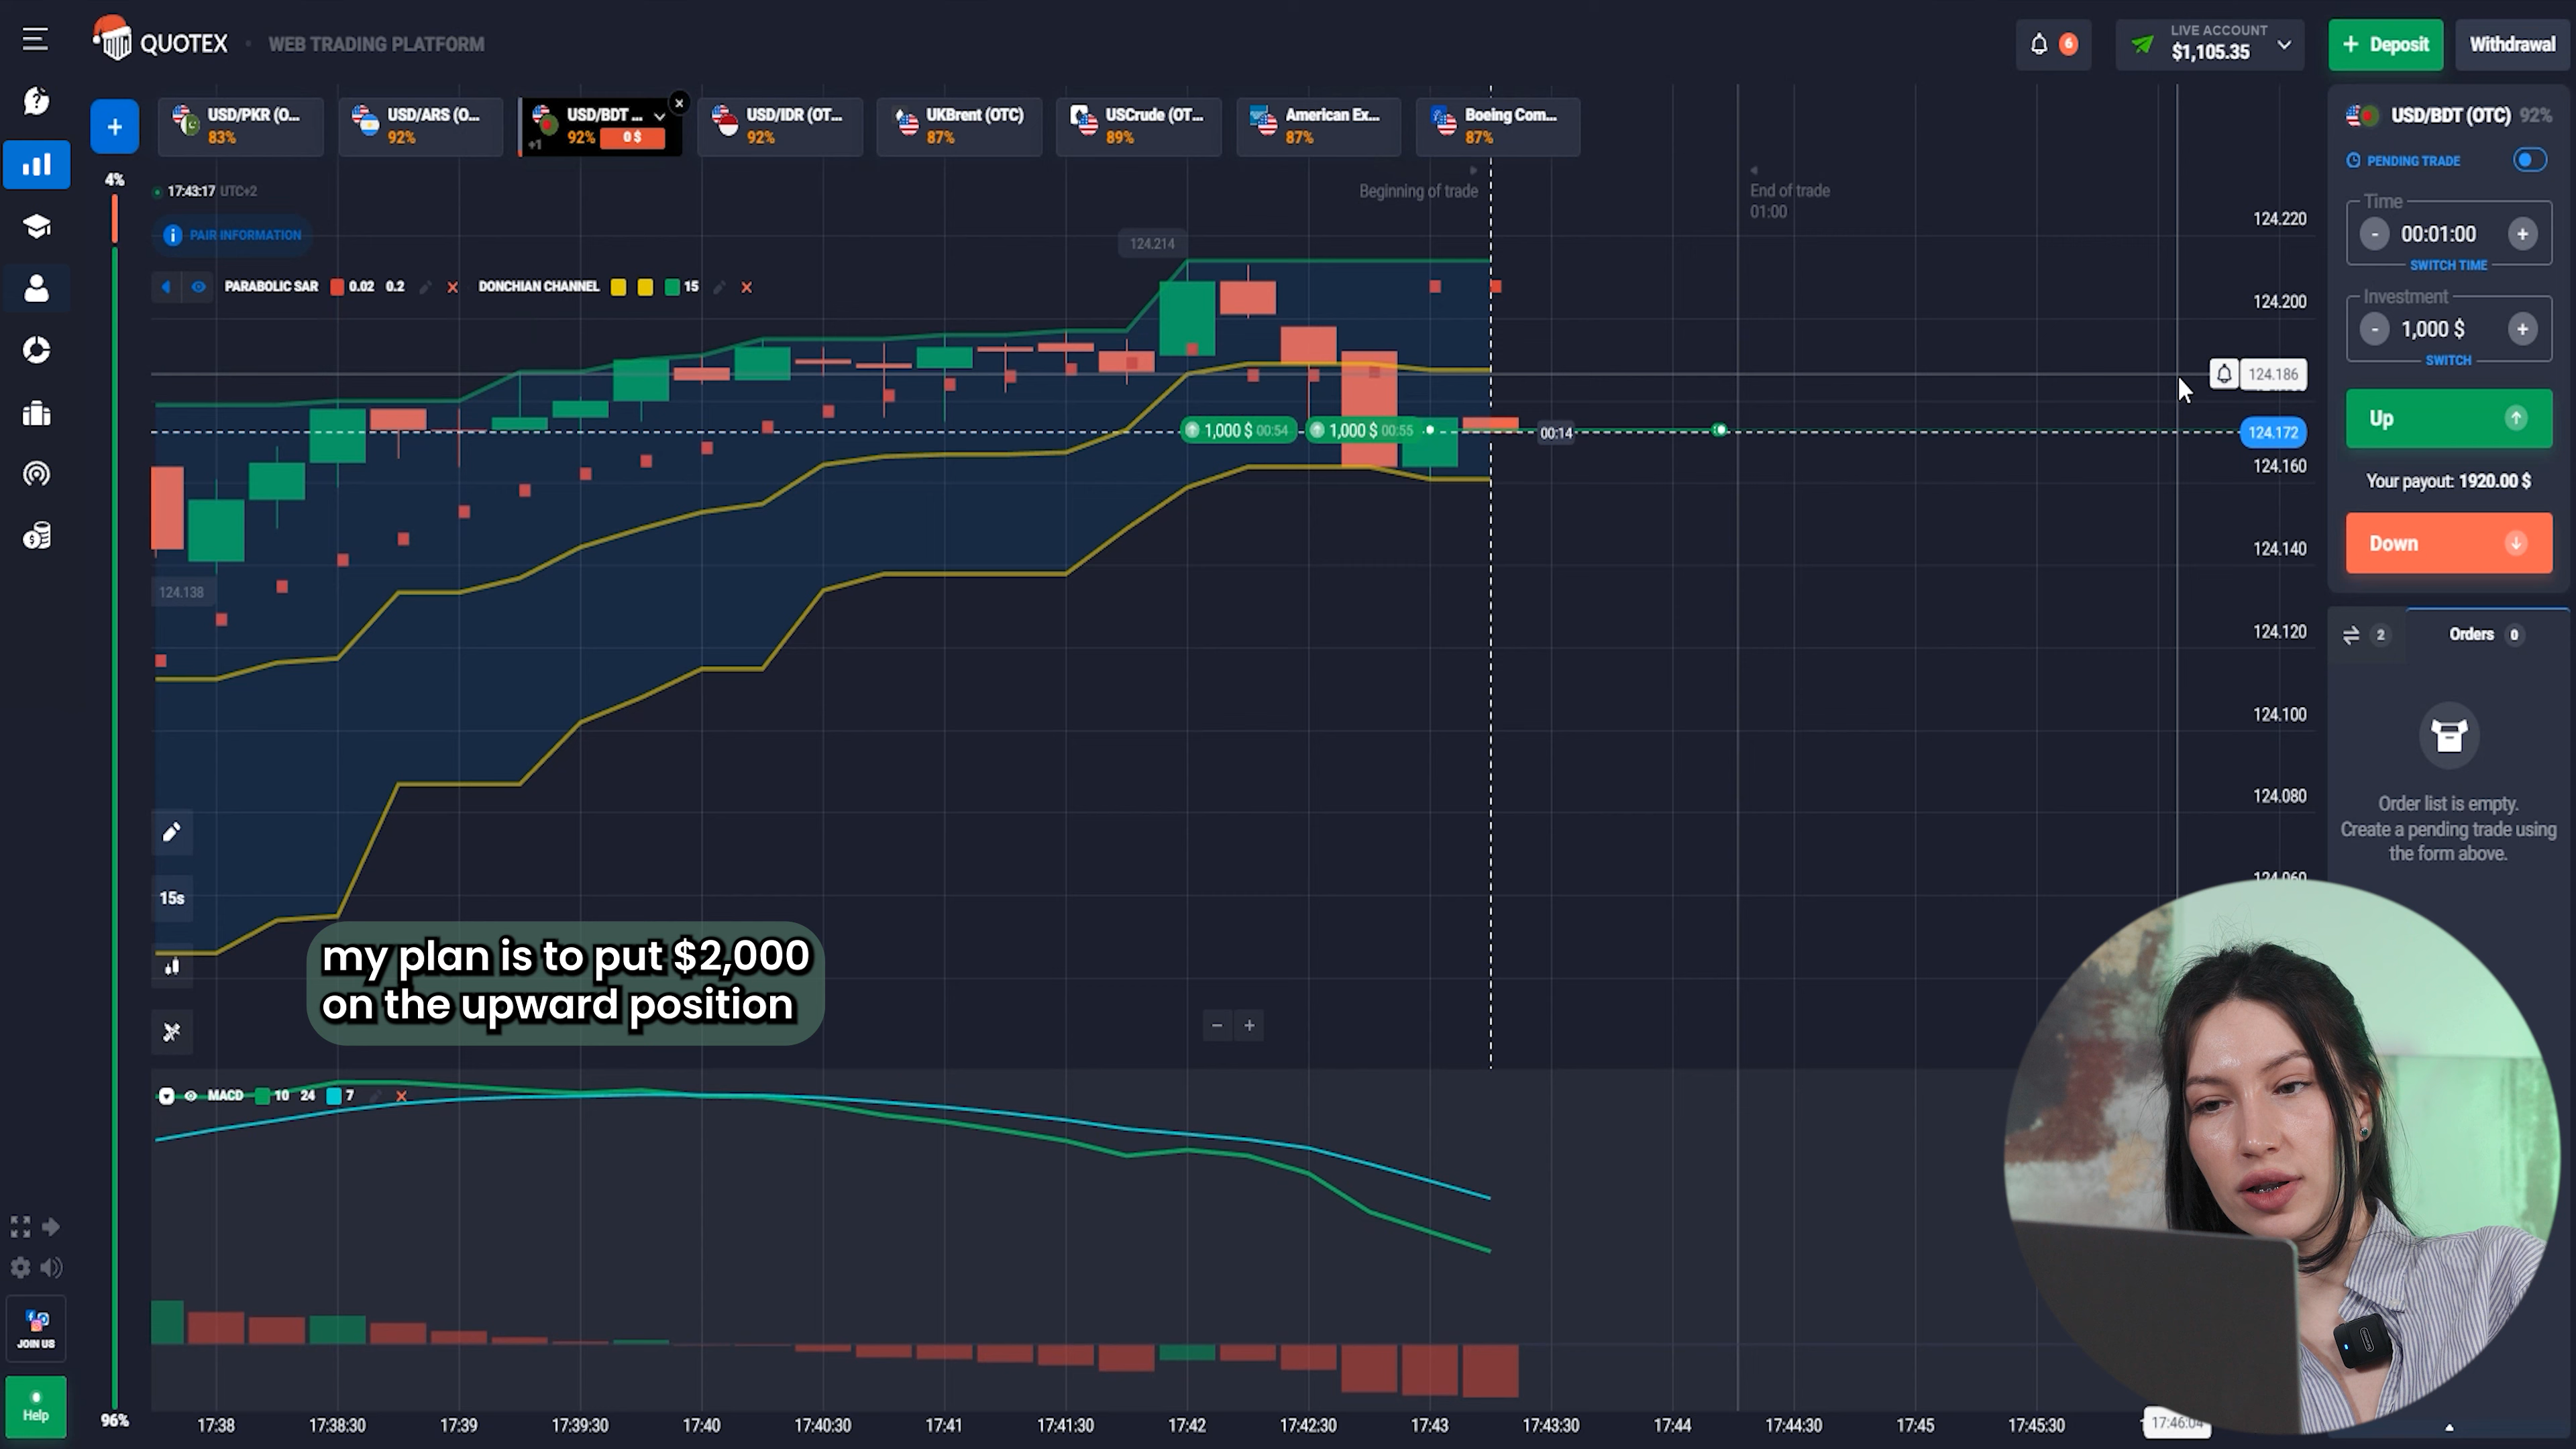 QUOTEX
WEB TRADING PLATFORM
6
LIVE ACCOUNT
$1,105.35
+ Deposit
Withdrawal
+
USD/PKR (O...
83%
USD/ARS (O...
92%
USD/BDT ...
+1
92%
0 $
USD/IDR (OT...
92%
UKBrent (OTC)
87%
USCrude (OT...
89%
American Ex...
87%
Boeing Com...
87%
USD/BDT (OTC) 92%
PENDING TRADE
Time
- 00:01:00 +
SWITCH TIME
Investment
- 1,000 $ +
SWITCH
Up
Your payout: 1920.00 $
Down
2
Orders 0
Order list is empty.
Create a pending trade using
the form above.
4%
17:43:17 UTC+2
Beginning of trade
End of trade
01:00
PAIR INFORMATION
PARABOLIC SAR 0.02 0.2
DONCHIAN CHANNEL 15
124.214
124.138
1,000 $ 00:54
1,000 $ 00:55
00:14
124.220
124.200
124.186
124.172
124.160
124.140
124.120
124.100
124.080
124.060
15s
my plan is to put $2,000
on the upward position
- +
MACD 10 24 7
JOIN US
Help
96%
17:38 17:38:30 17:39 17:39:30 17:40 17:40:30 17:41 17:41:30 17:42 17:42:30 17:43 17:43:30 17:44 17:44:30 17:45 17:45:30 17:46:04